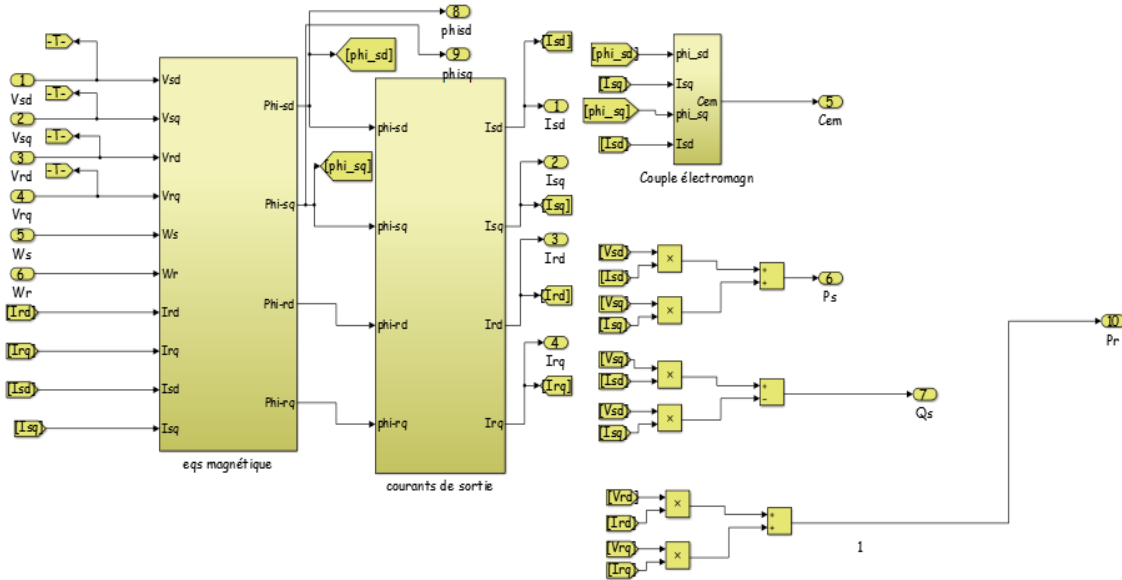 8
phisd
9
phisq
[phi_sd]
[phi_sq]
-T-
-T-
-T-
-T-
1
Vsd
2
Vsq
3
Vrd
4
Vrq
5
Ws
6
Wr
[Ird]
[Irq]
[Isd]
[Isq]
Vsd
Vsq
Vrd
Vrq
Ws
Wr
Ird
Irq
Isd
Isq
Phi-sd
Phi-sq
Phi-rd
Phi-rq
eqs magnétique
phi-sd
phi-sq
phi-rd
phi-rq
Isd
Isq
Ird
Irq
courants de sortie
[Isd]
1
Isd
2
Isq
[Isq]
3
Ird
[Ird]
4
Irq
[Irq]
[phi_sd]
[Isq]
[phi_sq]
[Isd]
phi_sd
Isq
phi_sq
Isd
Cem
Couple électromagn
5
Cem
[Vsd]
[Isd]
[Vsq]
[Isq]
×
×
+
+
6
Ps
[Vsq]
[Isd]
[Vsd]
[Isq]
×
×
+
−
7
Qs
[Vrd]
[Ird]
[Vrq]
[Irq]
×
×
+
+
1
10
Pr